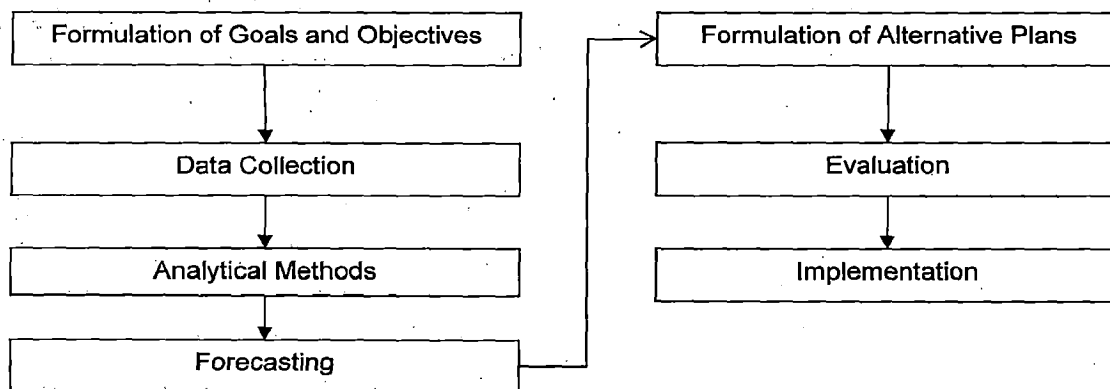 Formulation of Goals and Objectives
Data Collection
Analytical Methods
Forecasting
Formulation of Alternative Plans
Evaluation
Implementation